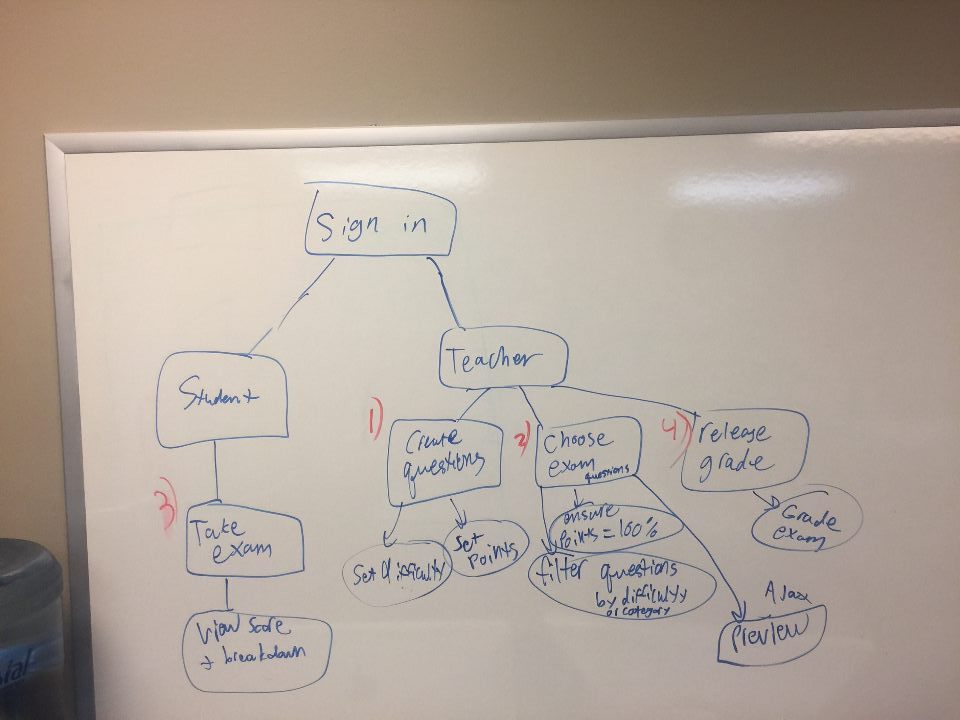 Sign in
Teacher
Student
1)
Create
questions
2)
Choose
exam
questions
4)
release
grade
3)
Take
exam
Set difficulty
Set
Points
ensure
Points = 100%
filter questions
by difficulty
or category
Grade
exam
View score
+ breakdown
Ajax
Preview